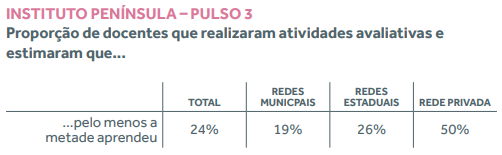 INSTITUTO PENÍNSULA – PULSO 3
Proporção de docentes que realizaram atividades avaliativas e
estimaram que...
TOTAL
REDES
MUNICPAIS
REDES
ESTADUAIS
REDE PRIVADA
...pelo menos a
metade aprendeu
24%
19%
26%
50%